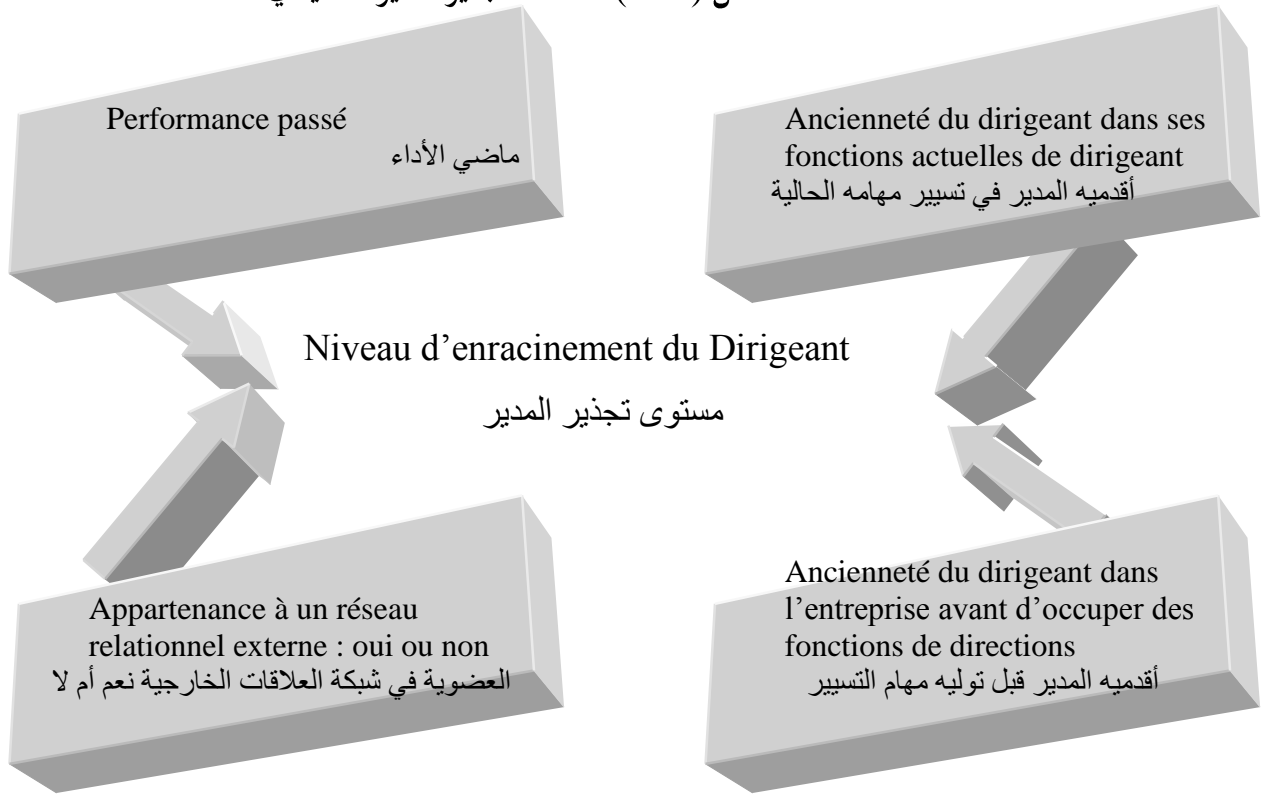 Performance passé
ماضي الأداء
Ancienneté du dirigeant dans ses
fonctions actuelles de dirigeant
أقدميه المدير في تسيير مهامه الحالية
Niveau d’enracinement du Dirigeant
مستوى تجذير المدير
Appartenance à un réseau
relationnel externe : oui ou non
العضوية في شبكة العلاقات الخارجية نعم أم لا
Ancienneté du dirigeant dans
l’entreprise avant d’occuper des
fonctions de directions
أقدميه المدير قبل توليه مهام التسيير